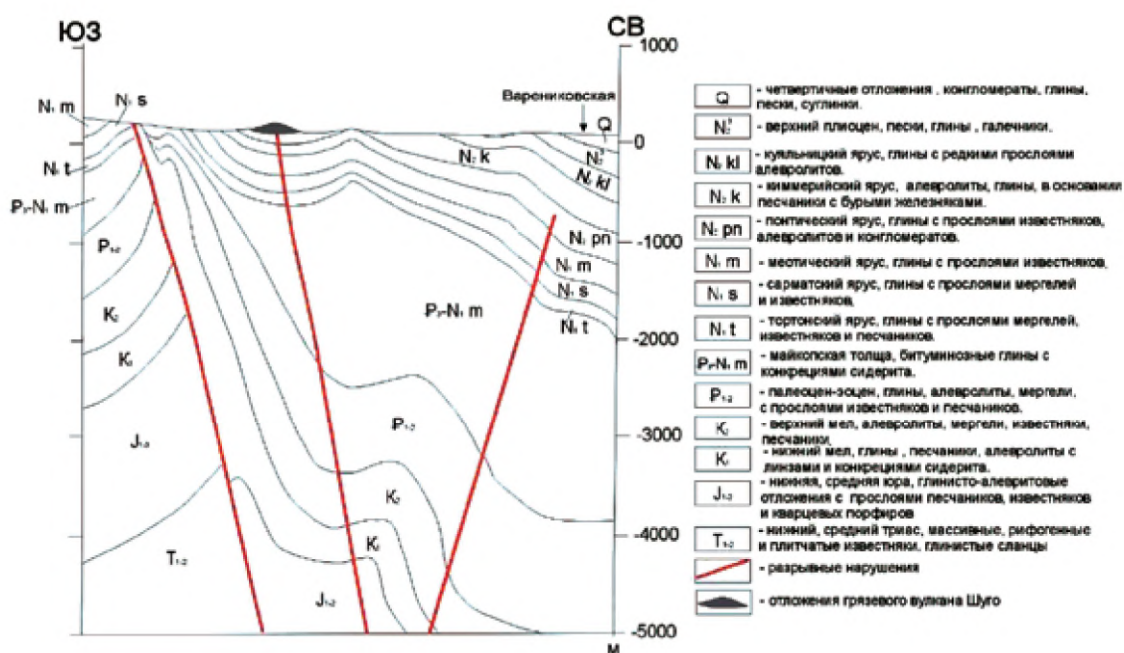 ЮЗ
СВ
1000
0
-1000
-2000
-3000
-4000
-5000
м
N₁ m
N₁ s
N₁ t
P₃-N₁ m
P₁₋₂
K₂
K₁
J₁₋₂
T₁₋₂
Варениковская
Q
N₂³
N₂ k
N₂ kl
N₂ pn
N₁ m
N₁ s
N₁ t
P₃-N₁ m
P₁₋₂
K₂
K₁
J₁₋₂
Q - четвертичные отложения , конгломераты, глины,
пески, суглинки.
N₂³ - верхний плиоцен, пески, глины , галечники.
N₂ kl - куяльницкий ярус, глины с редкими прослоями
алевролитов.
N₂ k - киммерийский ярус, алевролиты, глины, в основании
песчаники с бурыми железняками.
N₂ pn - понтический ярус, глины с прослоями известняков,
алевролитов и конгломератов.
N₁ m - меотический ярус, глины с прослоями известняков,
N₁ s - сарматский ярус, глины с прослоями мергелей
и известняков,
N₁ t - тортонский ярус, глины с прослоями мергелей,
известняков и песчаников.
P₃-N₁ m - майкопская толща, битуминозные глины с
конкрециями сидерита.
P₁₋₂ - палеоцен-эоцен, глины, алевролиты, мергели,
с прослоями известняков и песчаников.
K₂ - верхний мел, алевролиты, мергели, известняки,
песчаники,
K₁ - нижний мел, глины , песчаники, алевролиты с
линзами и конкрециями сидерита.
J₁₋₂ - нижняя, средняя юра, глинисто-алевритовые
отложения с прослоями песчаников, известняков
и кварцевых порфиров
T₁₋₂ - нижний, средний триас, массивные, рифогенные
и плитчатые известняки, глинистые сланцы
- разрывные нарушения
- отложения грязевого вулкана Шуго